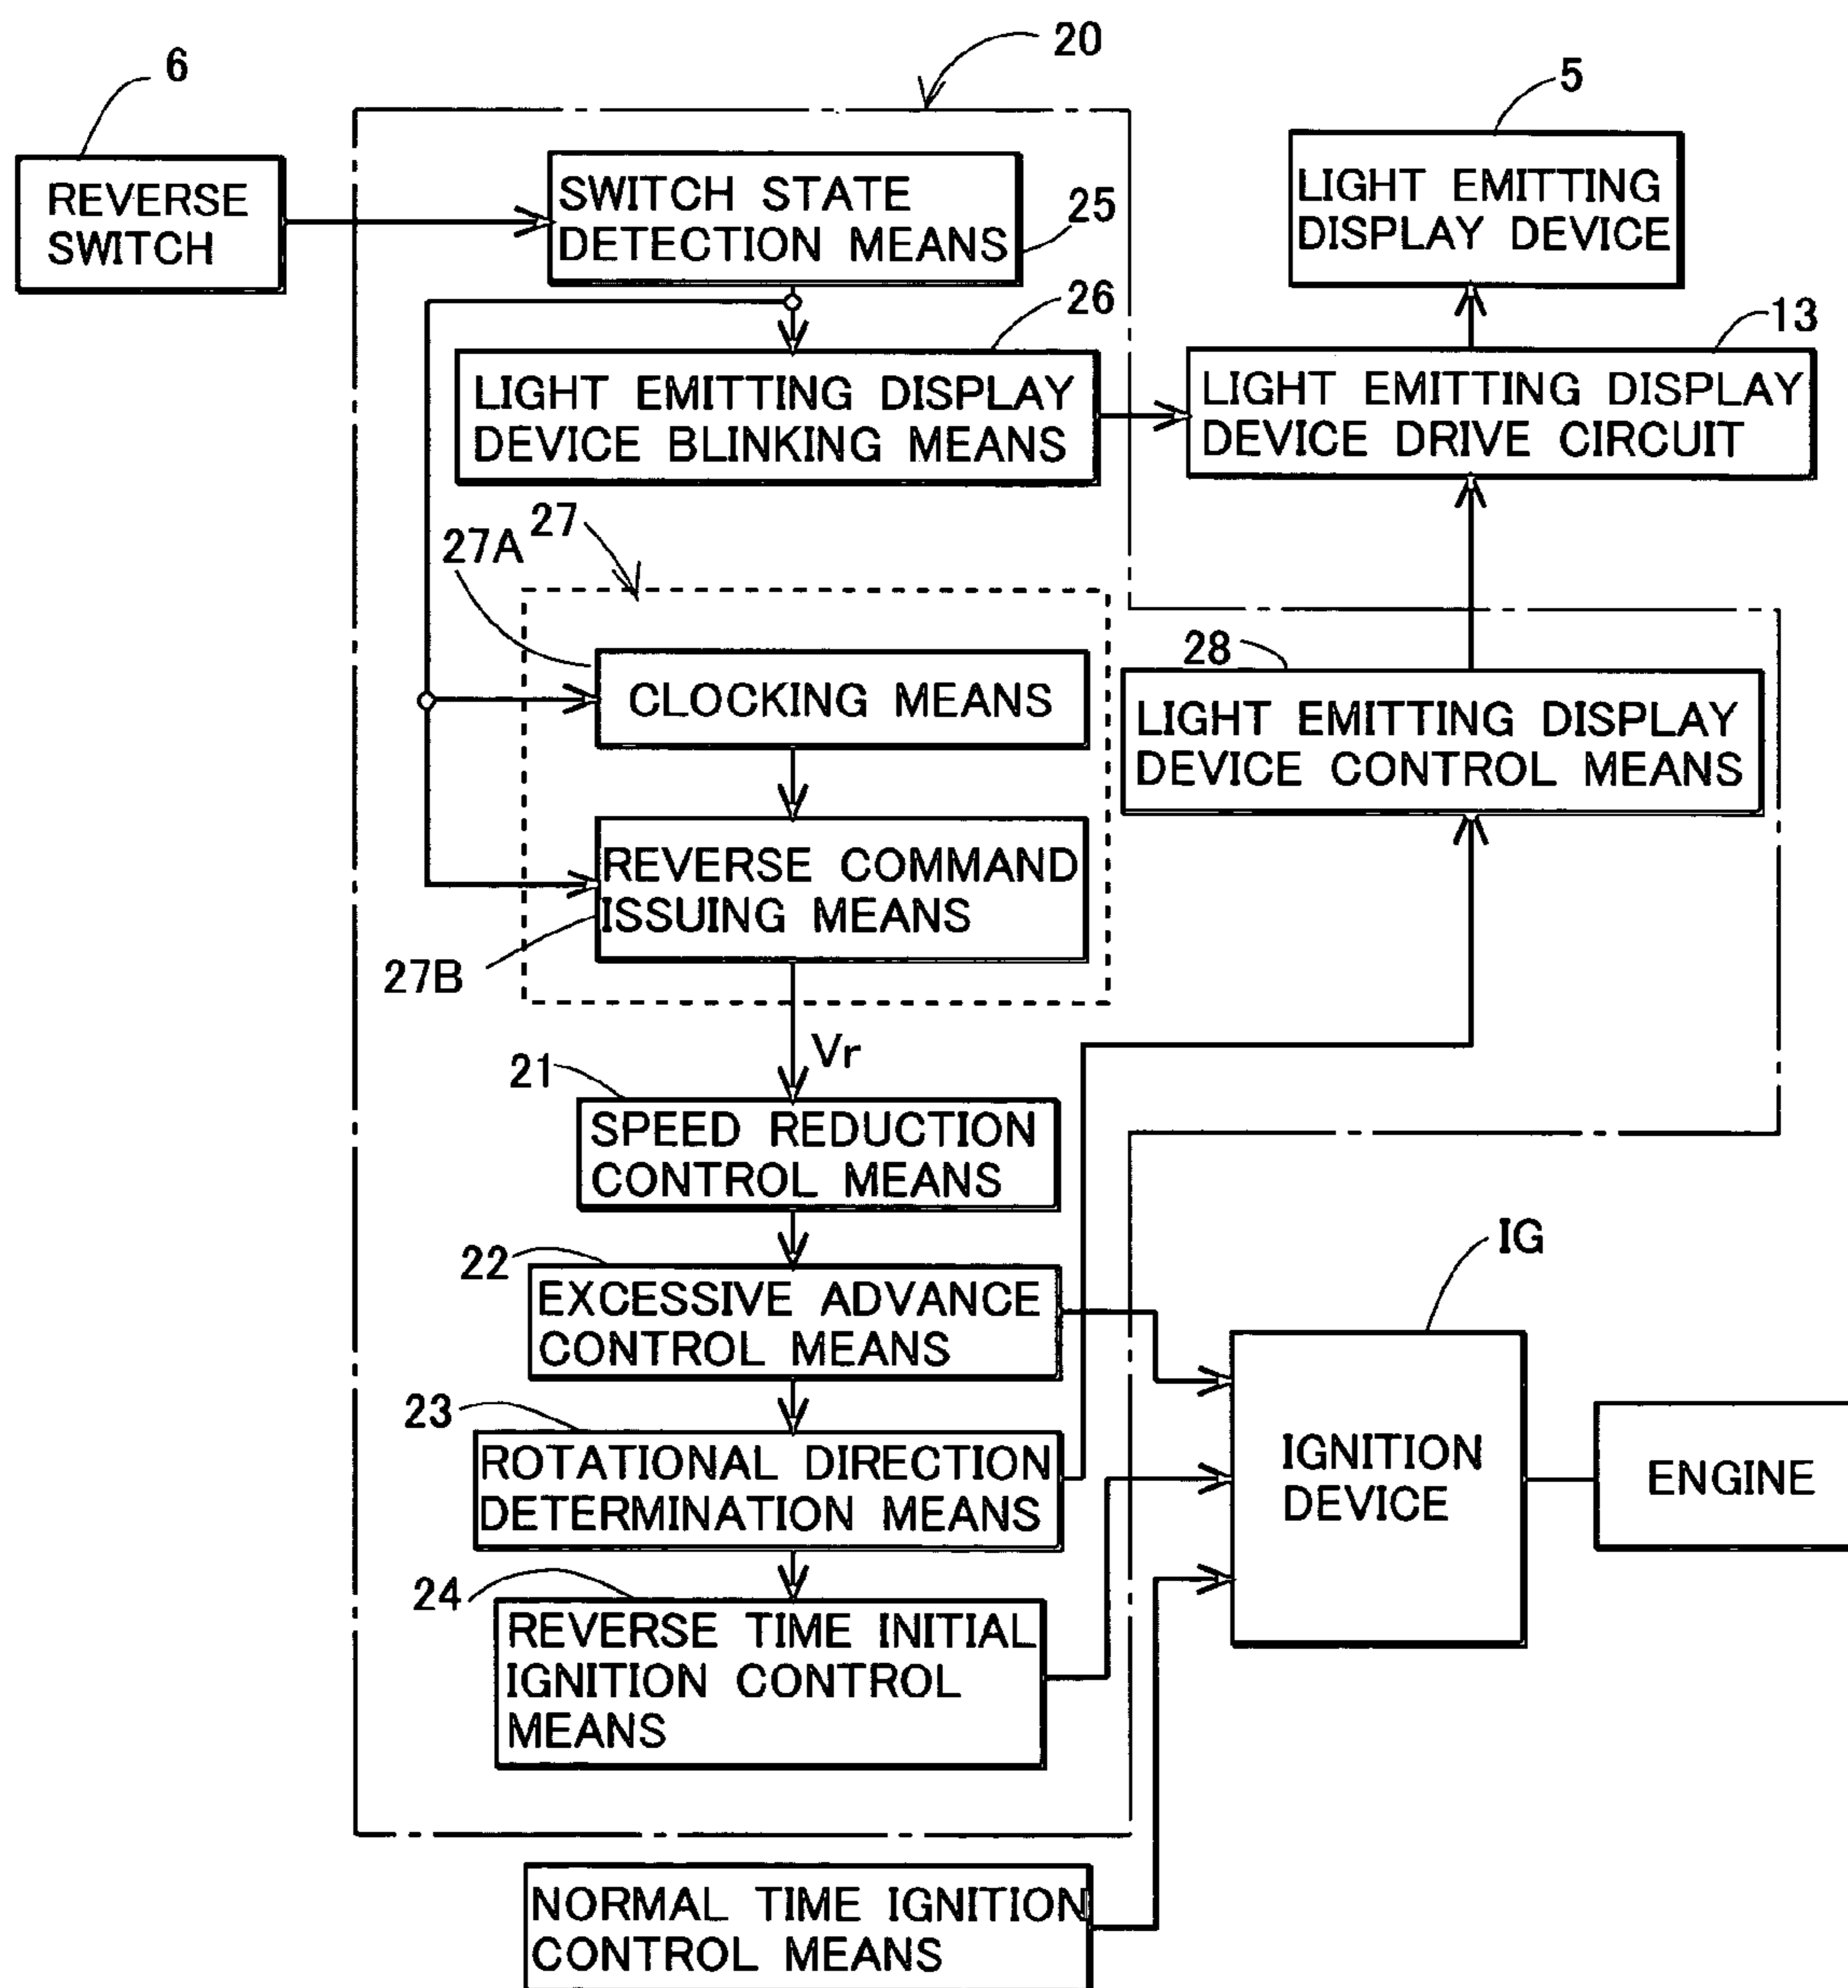 20
6
5
REVERSE
SWITCH
SWITCH STATE
DETECTION MEANS
25
LIGHT EMITTING
DISPLAY DEVICE
26
13
LIGHT EMITTING DISPLAY
DEVICE BLINKING MEANS
LIGHT EMITTING DISPLAY
DEVICE DRIVE CIRCUIT
27
27A
CLOCKING MEANS
28
LIGHT EMITTING DISPLAY
DEVICE CONTROL MEANS
REVERSE COMMAND
ISSUING MEANS
27B
Vr
21
SPEED REDUCTION
CONTROL MEANS
22
EXCESSIVE ADVANCE
CONTROL MEANS
IG
23
ROTATIONAL DIRECTION
DETERMINATION MEANS
IGNITION
DEVICE
ENGINE
24
REVERSE TIME INITIAL
IGNITION CONTROL
MEANS
NORMAL TIME IGNITION
CONTROL MEANS